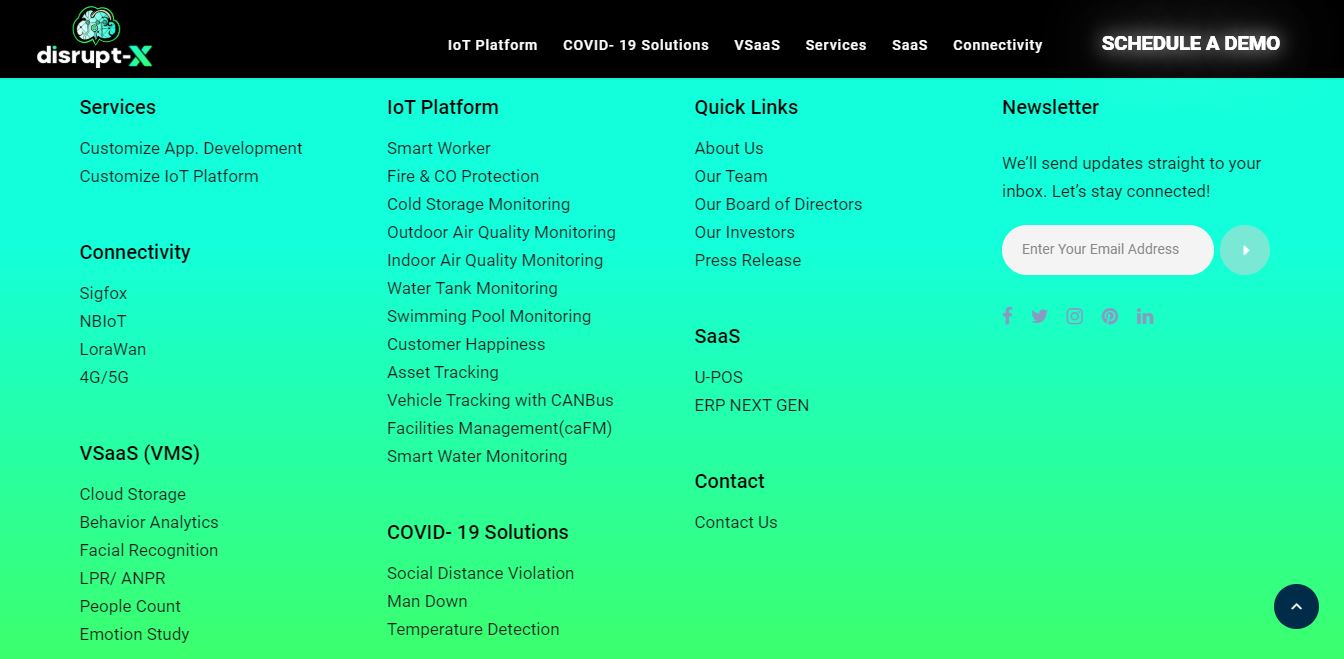 disrupt-X
IoT Platform
COVID- 19 Solutions
VSaaS
Services
SaaS
Connectivity
SCHEDULE A DEMO
Services
Customize App. Development
Customize IoT Platform
Connectivity
Sigfox
NBIoT
LoraWan
4G/5G
VSaaS (VMS)
Cloud Storage
Behavior Analytics
Facial Recognition
LPR/ ANPR
People Count
Emotion Study
IoT Platform
Smart Worker
Fire & CO Protection
Cold Storage Monitoring
Outdoor Air Quality Monitoring
Indoor Air Quality Monitoring
Water Tank Monitoring
Swimming Pool Monitoring
Customer Happiness
Asset Tracking
Vehicle Tracking with CANBus
Facilities Management(caFM)
Smart Water Monitoring
COVID- 19 Solutions
Social Distance Violation
Man Down
Temperature Detection
Quick Links
About Us
Our Team
Our Board of Directors
Our Investors
Press Release
SaaS
U-POS
ERP NEXT GEN
Contact
Contact Us
Newsletter
We’ll send updates straight to your
inbox. Let’s stay connected!
Enter Your Email Address